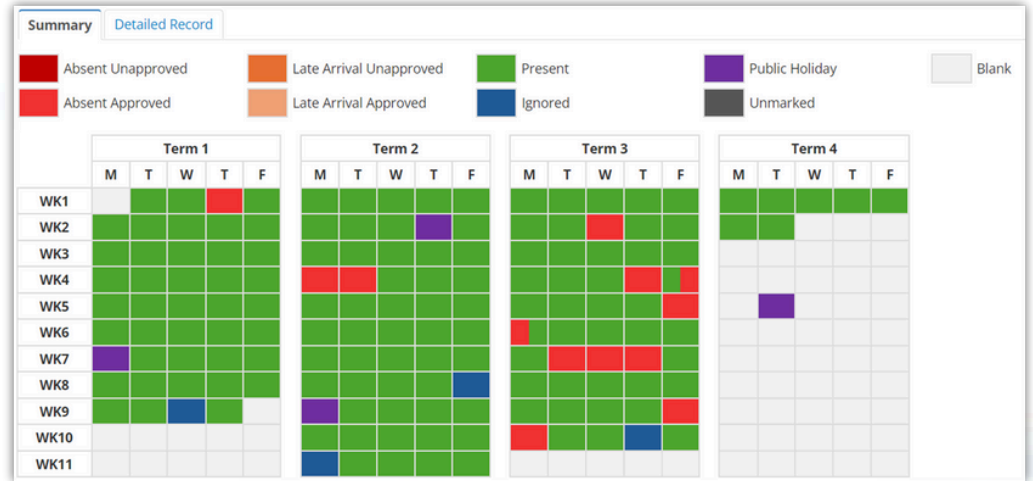 Summary Detailed Record
Absent Unapproved Late Arrival Unapproved Present Public Holiday Blank
Absent Approved Late Arrival Approved Ignored Unmarked
Term 1 Term 2 Term 3 Term 4
M T W T F M T W T F M T W T F M T W T F
WK1
WK2
WK3
WK4
WK5
WK6
WK7
WK8
WK9
WK10
WK11